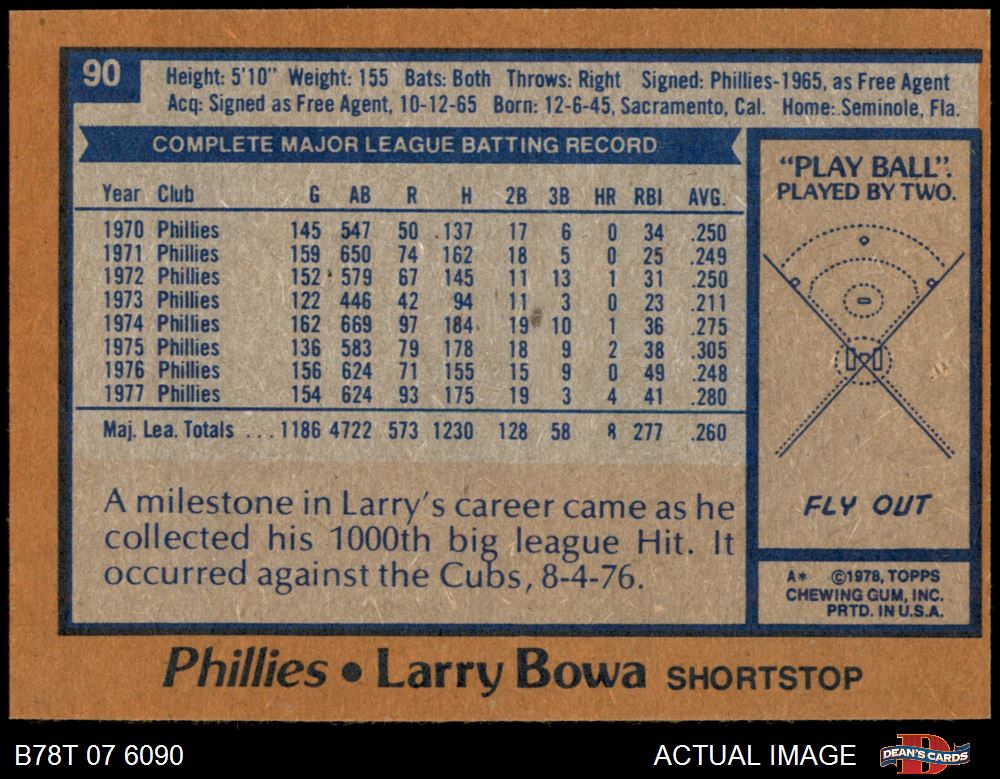 90
Height: 5'10" Weight: 155 Bats: Both Throws: Right Signed: Phillies-1965, as Free Agent
Acq: Signed as Free Agent, 10-12-65 Born: 12-6-45, Sacramento, Cal. Home: Seminole, Fla.
COMPLETE MAJOR LEAGUE BATTING RECORD
Year Club G AB R H 2B 3B HR RBI AVG.
1970 Phillies 145 547 50 137 17 6 0 34 .250
1971 Phillies 159 650 74 162 18 5 0 25 .249
1972 Phillies 152 579 67 145 11 13 1 31 .250
1973 Phillies 122 446 42 94 11 3 0 23 .211
1974 Phillies 162 669 97 184 19 10 1 36 .275
1975 Phillies 136 583 79 178 18 9 2 38 .305
1976 Phillies 156 624 71 155 15 9 0 49 .248
1977 Phillies 154 624 93 175 19 3 4 41 .280
Maj. Lea. Totals ... 1186 4722 573 1230 128 58 8 277 .260
A milestone in Larry's career came as he
collected his 1000th big league Hit. It
occurred against the Cubs, 8-4-76.
"PLAY BALL".
PLAYED BY TWO.
FLY OUT
A* ©1978, TOPPS
CHEWING GUM, INC.
PRTD. IN U.S.A.
Phillies • Larry Bowa SHORTSTOP
B78T 07 6090 ACTUAL IMAGE
D
DEAN'S CARDS